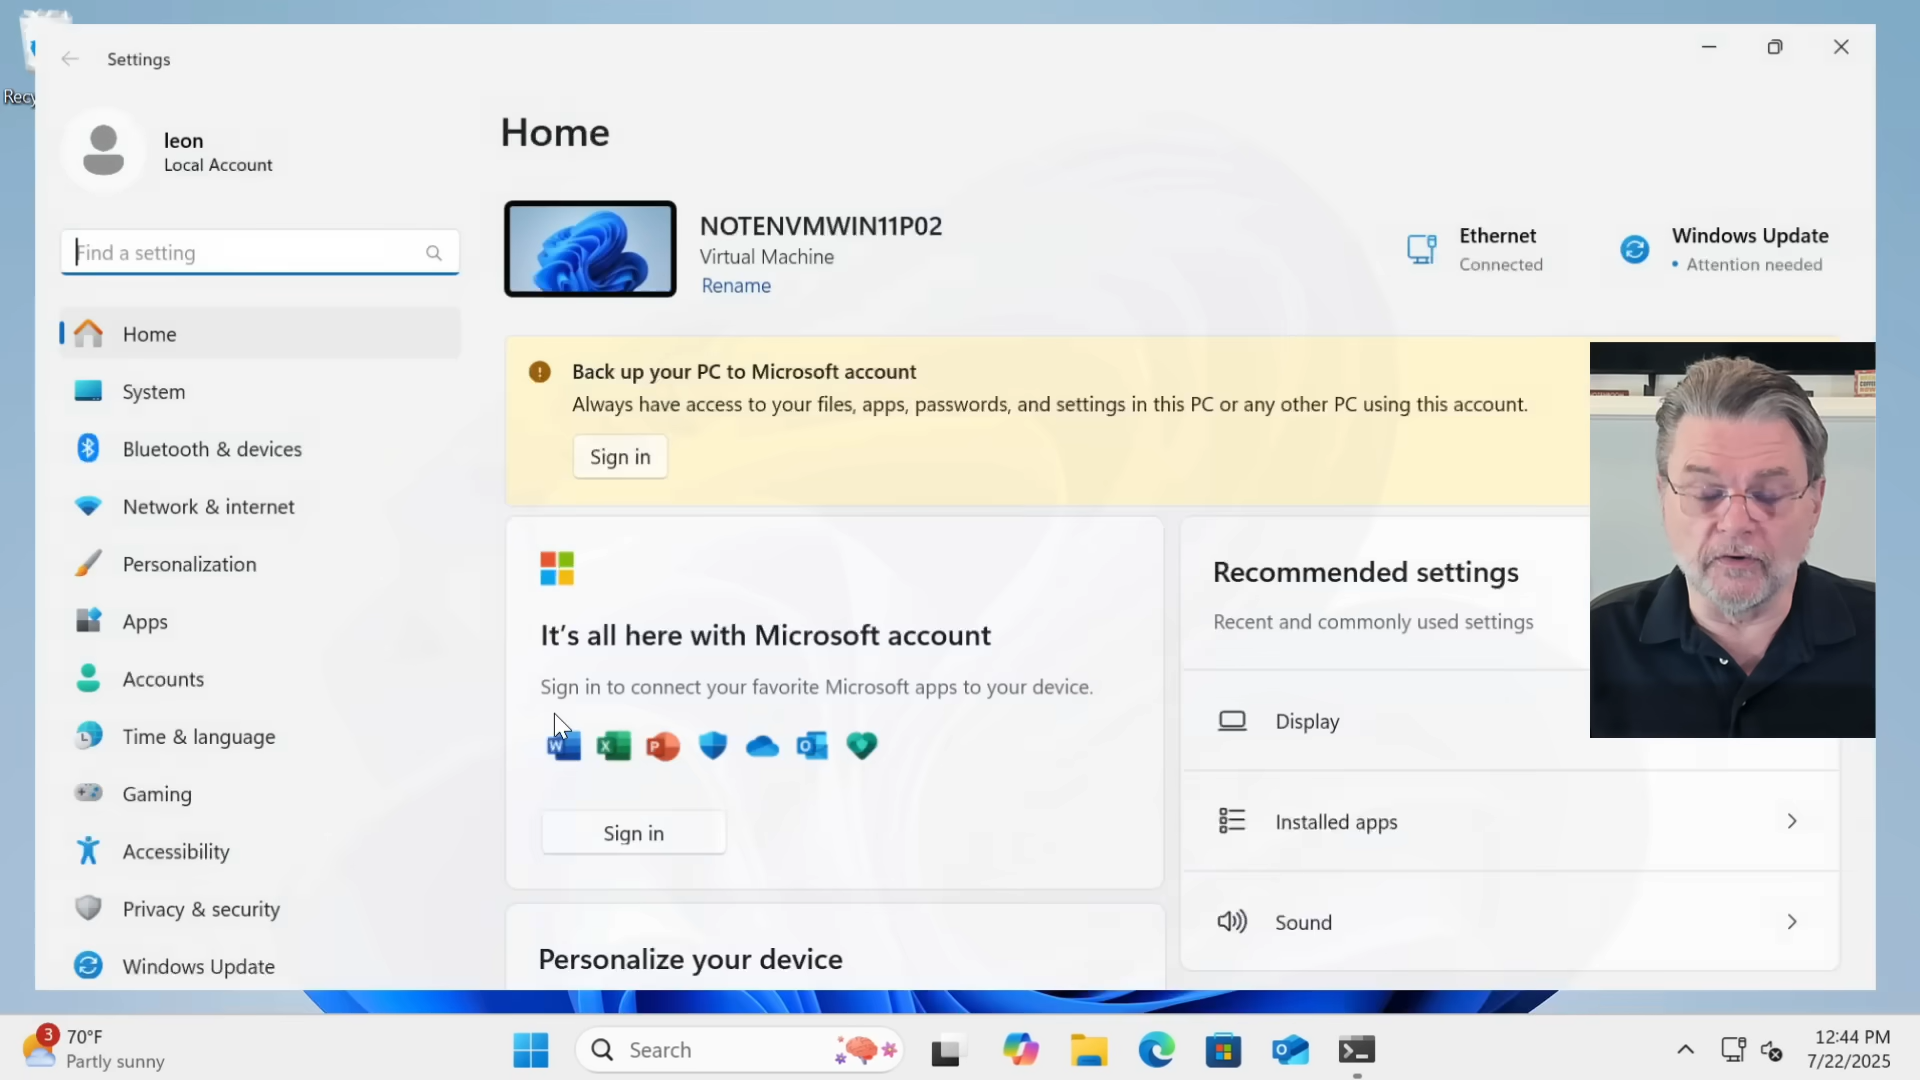 Recy
Settings
leon
Local Account
Find a setting
Home
System
Bluetooth & devices
Network & internet
Personalization
Apps
Accounts
Time & language
Gaming
Accessibility
Privacy & security
Windows Update
Home
NOTENVMWIN11P02
Virtual Machine
Rename
Ethernet
Connected
Windows Update
• Attention needed
Back up your PC to Microsoft account
Always have access to your files, apps, passwords, and settings in this PC or any other PC using this account.
Sign in
It's all here with Microsoft account
Sign in to connect your favorite Microsoft apps to your device.
Sign in
Personalize your device
Recommended settings
Recent and commonly used settings
Display
Installed apps
Sound
3
70°F
Partly sunny
Search
12:44 PM
7/22/2025